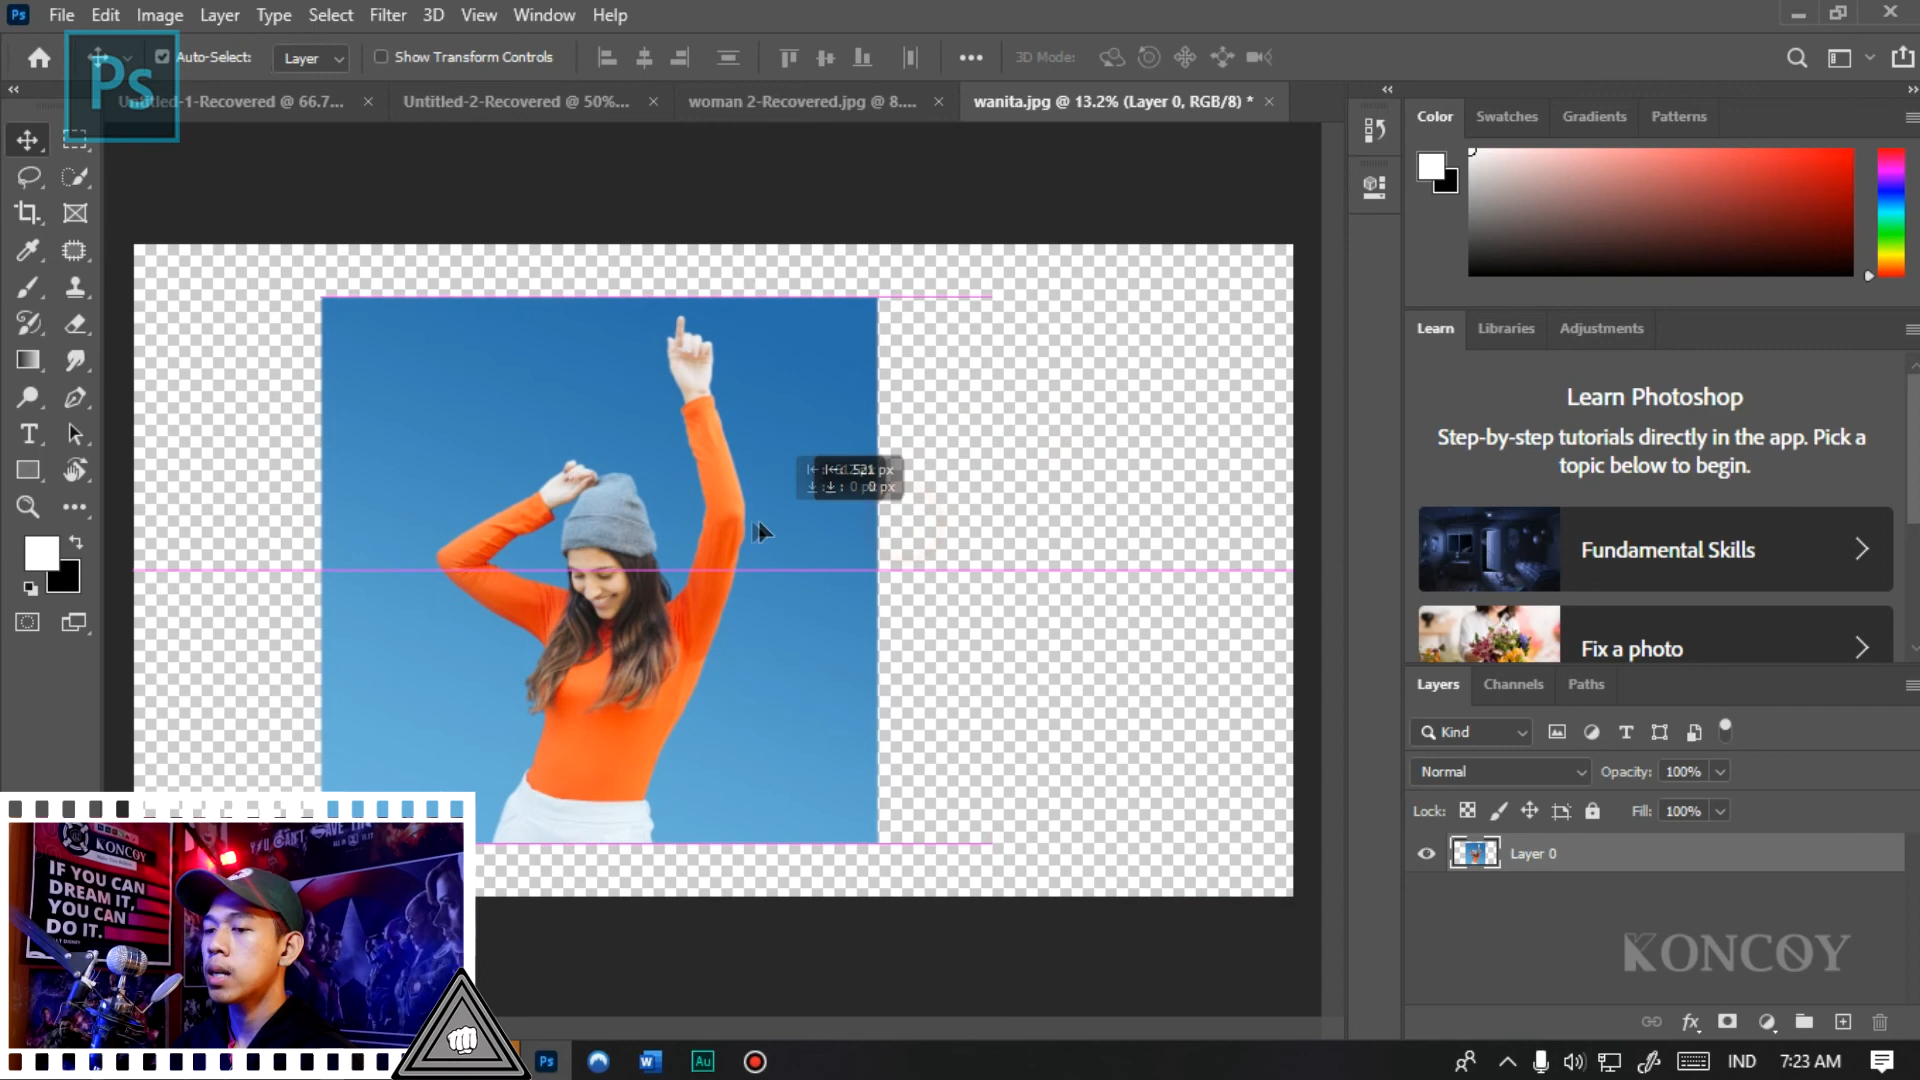 Ps File Edit Image Layer Type Select Filter 3D View Window Help
Ps Auto-Select: Layer Show Transform Controls 3D Mode:
Untitled-1-Recovered @ 66.7... Untitled-2-Recovered @ 50%... woman 2-Recovered.jpg @ 8.... wanita.jpg @ 13.2% (Layer 0, RGB/8) *
Color Swatches Gradients Patterns
Learn Libraries Adjustments
Learn Photoshop
Step-by-step tutorials directly in the app. Pick a
topic below to begin.
Fundamental Skills
Fix a photo
Layers Channels Paths
Kind
Normal Opacity: 100%
Lock: Fill: 100%
Layer 0
KONCOY
KONCOY
IF YOU CAN
DREAM IT,
YOU CAN
DO IT.
Ps W Au IND 7:23 AM